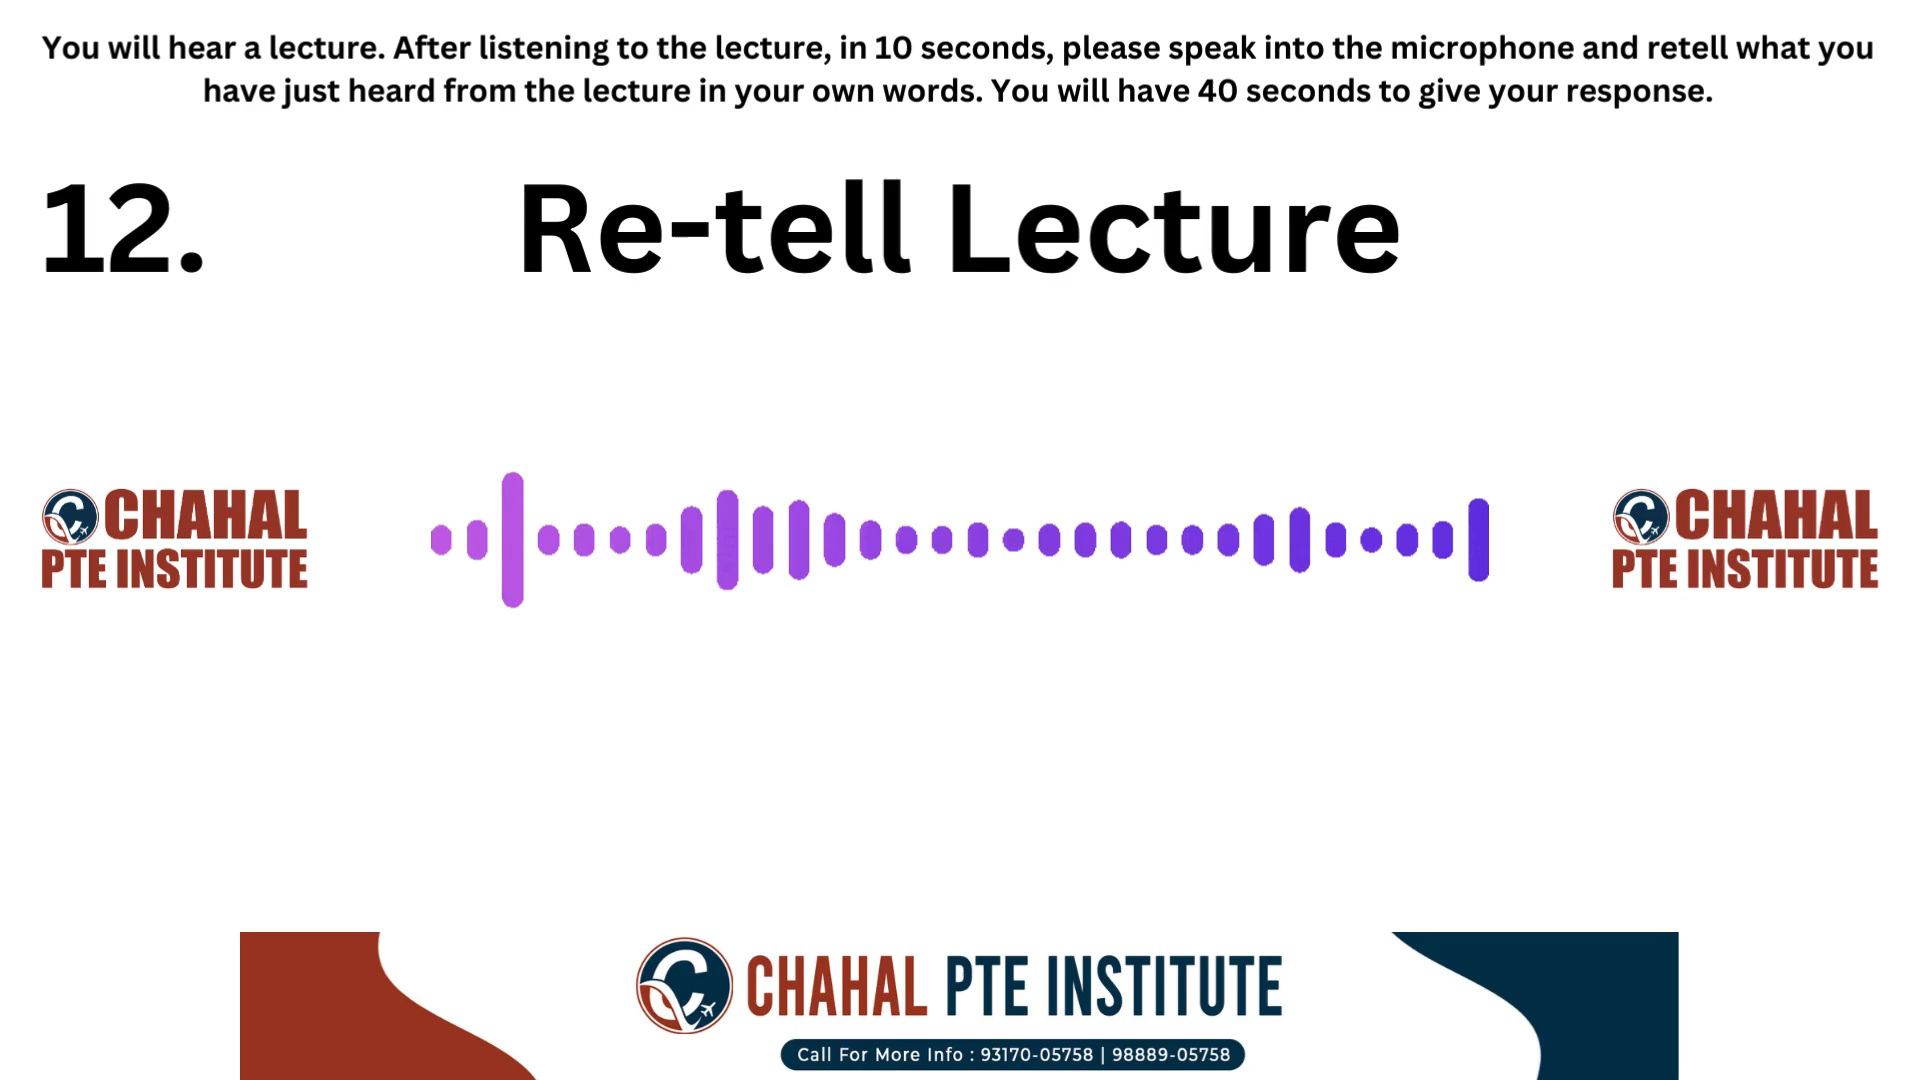 You will hear a lecture. After listening to the lecture, in 10 seconds, please speak into the microphone and retell what you
have just heard from the lecture in your own words. You will have 40 seconds to give your response.
12. Re-tell Lecture
CHAHAL
PTE INSTITUTE
CHAHAL
PTE INSTITUTE
CHAHAL PTE INSTITUTE
Call For More Info : 93170-05758 | 98889-05758